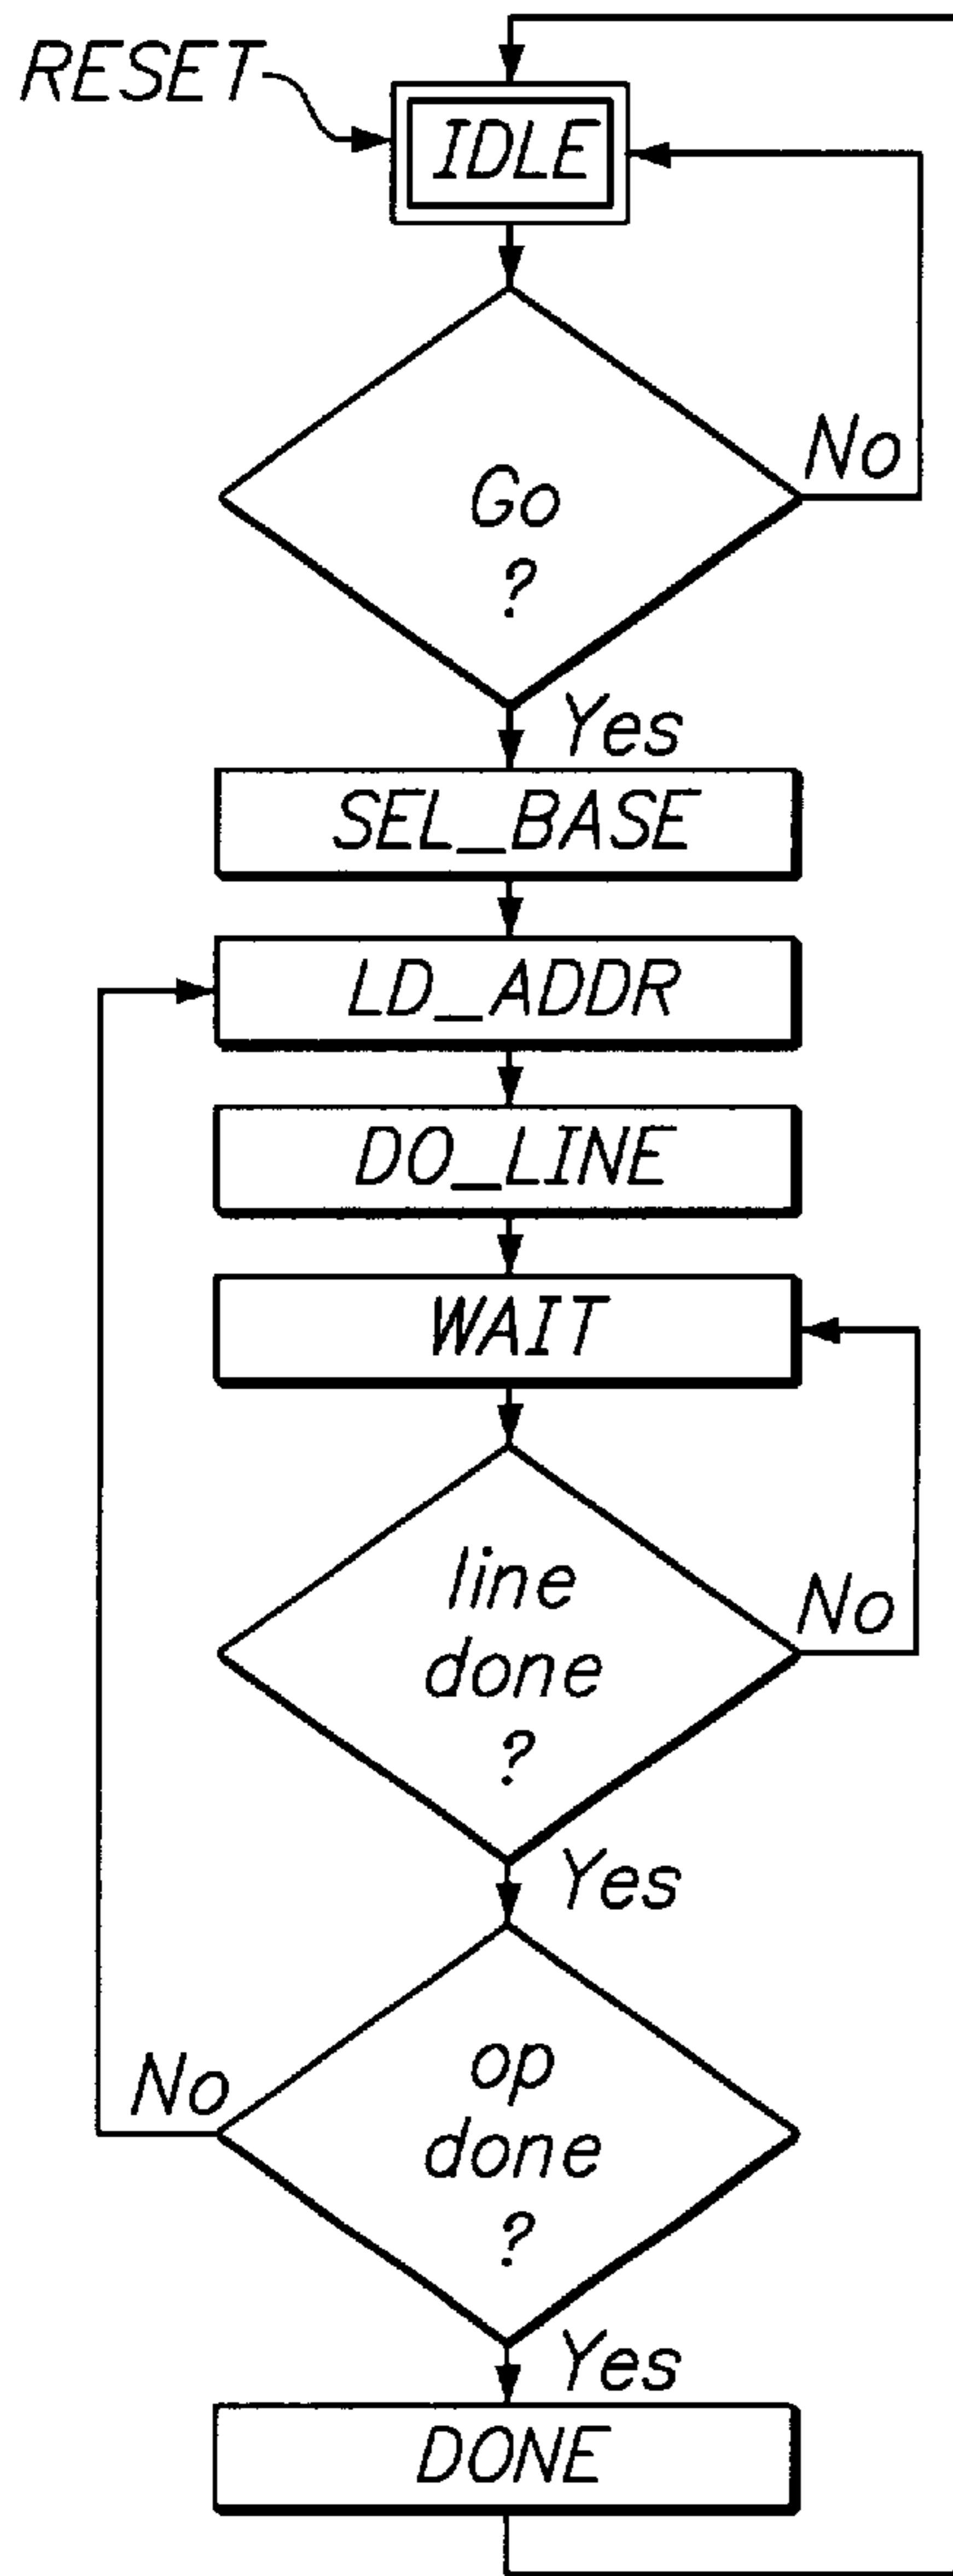 RESET
IDLE
Go
?
No
Yes
SEL_BASE
LD_ADDR
DO_LINE
WAIT
line
done
?
No
Yes
op
done
?
No
Yes
DONE